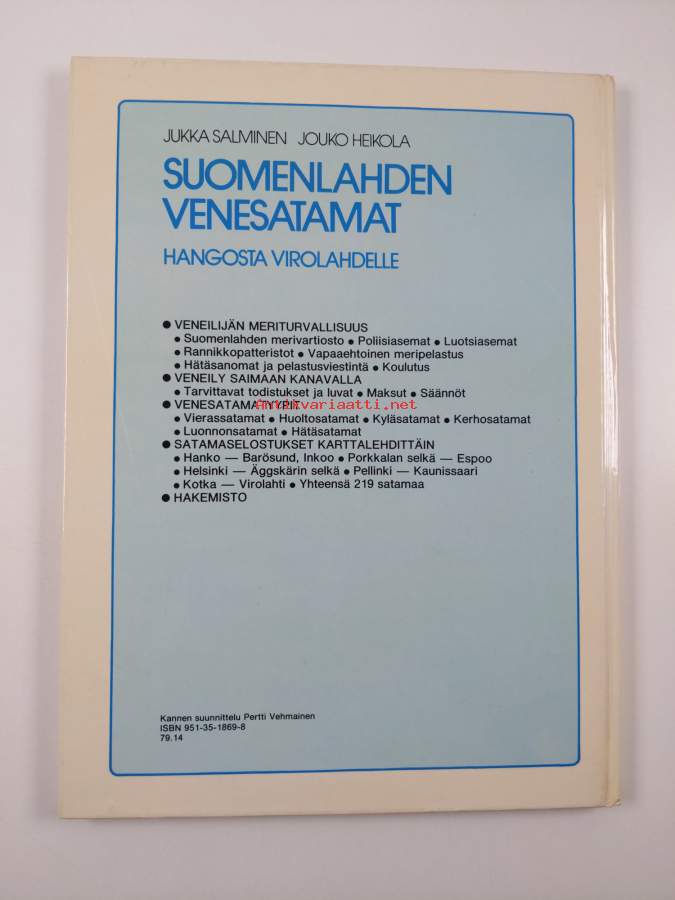 JUKKA SALMINEN JOUKO HEIKOLA
SUOMENLAHDEN
VENESATAMAT
HANGOSTA VIROLAHDELLE
● VENEILIJÄN MERITURVALLISUUS
● Suomenlahden merivartiosto ● Poliisiasemat ● Luotsiasemat
● Rannikkopatteristot ● Vapaaehtoinen meripelastus
● Hätäsanomat ja pelastusviestintä ● Koulutus
● VENEILY SAIMAAN KANAVALLA
● Tarvittavat todistukset ja luvat ● Maksut ● Säännöt
Antikvariaatti.net
● VENESATAMATYYPIT
● Vierassatamat ● Huoltosatamat ● Kyläsatamat ● Kerhosatamat
● Luonnonsatamat ● Hätäsatamat
● SATAMASELOSTUKSET KARTTALEHDITTÄIN
● Hanko — Barösund, Inkoo ● Porkkalan selkä — Espoo
● Helsinki — Äggskärin selkä ● Pellinki — Kaunissaari
● Kotka — Virolahti ● Yhteensä 219 satamaa
● HAKEMISTO
Kannen suunnittelu Pertti Vehmainen
ISBN 951-35-1869-8
79.14